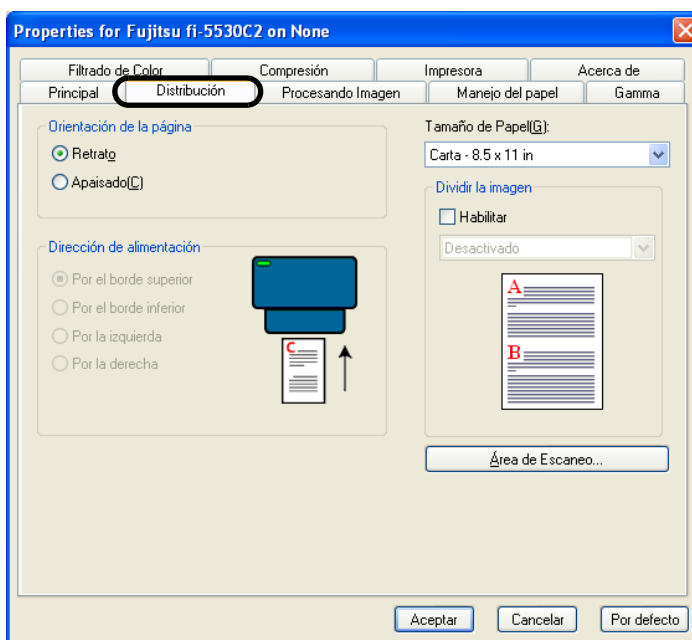 Properties for Fujitsu fi-5530C2 on None
Filtrado de Color Compresión Impresora Acerca de
Principal Distribución Procesando Imagen Manejo del papel Gamma
Orientación de la página
Retrato
Apaisado(C)
Dirección de alimentación
Por el borde superior
Por el borde inferior
Por la izquierda
Por la derecha
C
Tamaño de Papel(G):
Carta - 8.5 x 11 in
Dividir la imagen
Habilitar
Desactivado
A
B
Área de Escaneo...
Aceptar Cancelar Por defecto